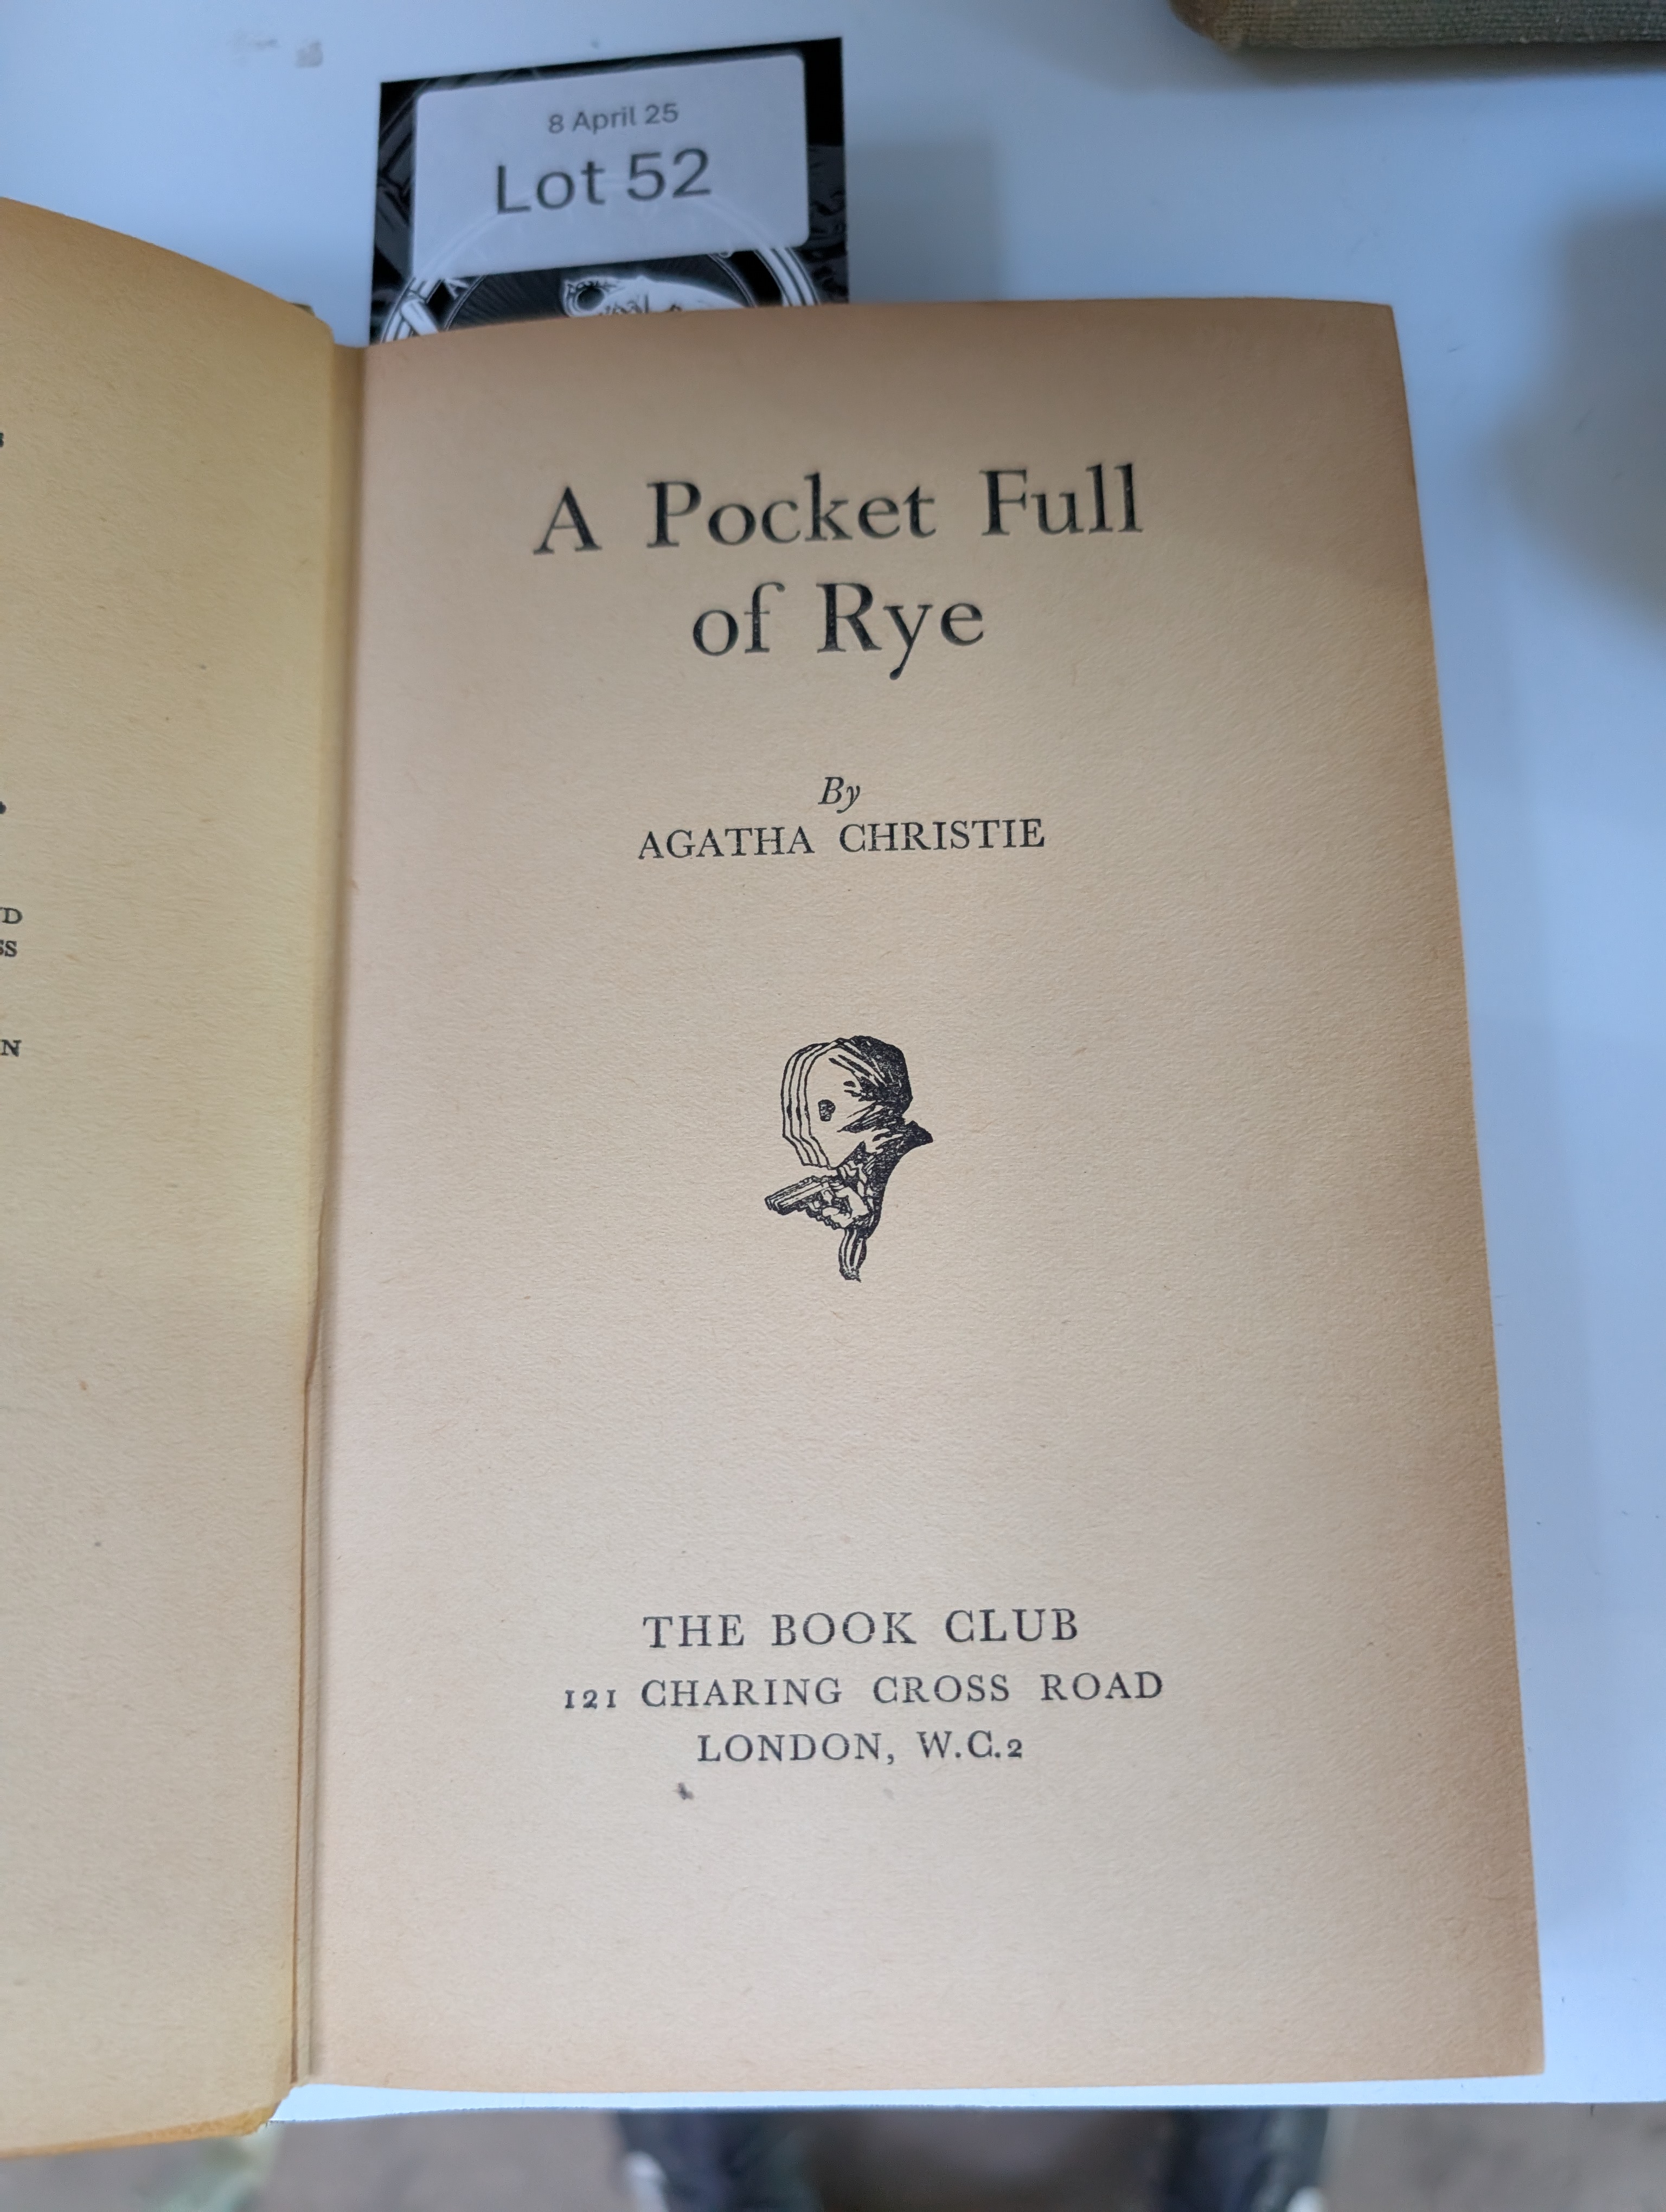 8 April 25
Lot 52
A Pocket Full
of Rye
By
AGATHA CHRISTIE
THE BOOK CLUB
121 CHARING CROSS ROAD
LONDON, W.C.2